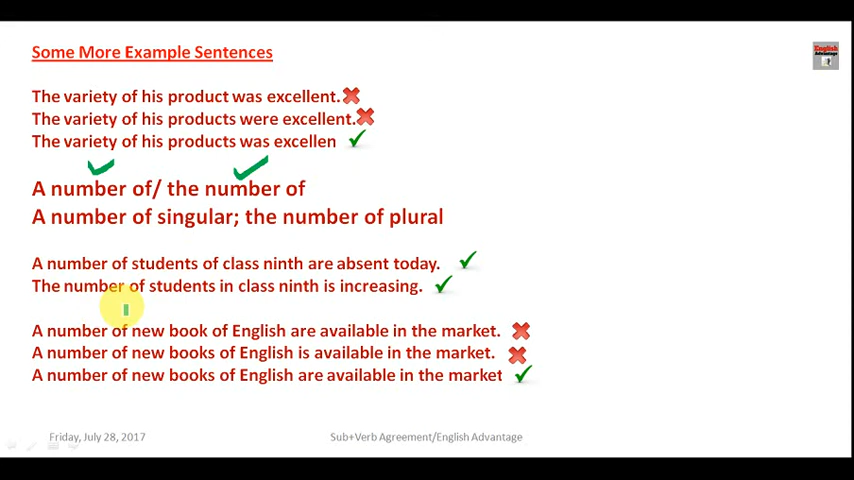 Some More Example Sentences
English
Advantage
The variety of his product was excellent.
The variety of his products were excellent.
The variety of his products was excellen
A number of/ the number of
A number of singular; the number of plural
A number of students of class ninth are absent today.
The number of students in class ninth is increasing.
A number of new book of English are available in the market.
A number of new books of English is available in the market.
A number of new books of English are available in the market
Friday, July 28, 2017
Sub+Verb Agreement/English Advantage